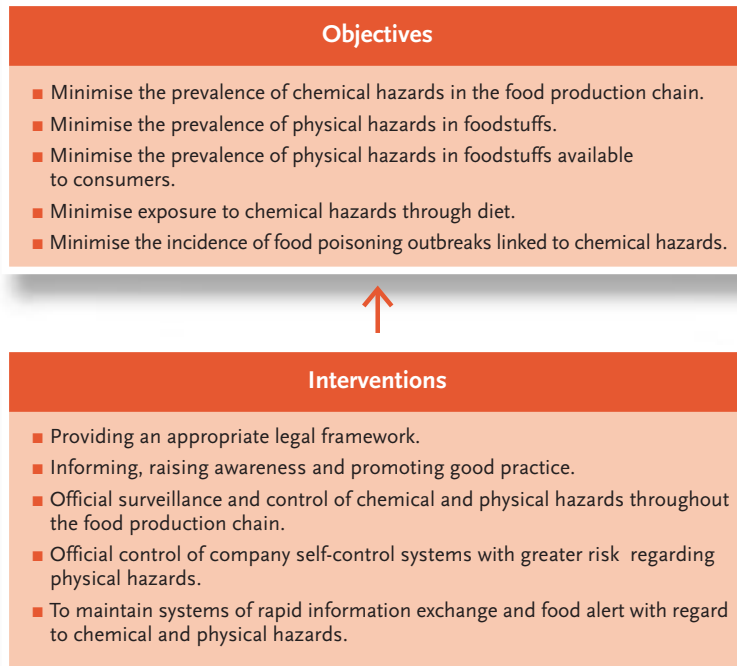 Objectives
■ Minimise the prevalence of chemical hazards in the food production chain.
■ Minimise the prevalence of physical hazards in foodstuffs.
■ Minimise the prevalence of physical hazards in foodstuffs available
to consumers.
■ Minimise exposure to chemical hazards through diet.
■ Minimise the incidence of food poisoning outbreaks linked to chemical hazards.
Interventions
■ Providing an appropriate legal framework.
■ Informing, raising awareness and promoting good practice.
■ Official surveillance and control of chemical and physical hazards throughout
the food production chain.
■ Official control of company self-control systems with greater risk regarding
physical hazards.
■ To maintain systems of rapid information exchange and food alert with regard
to chemical and physical hazards.